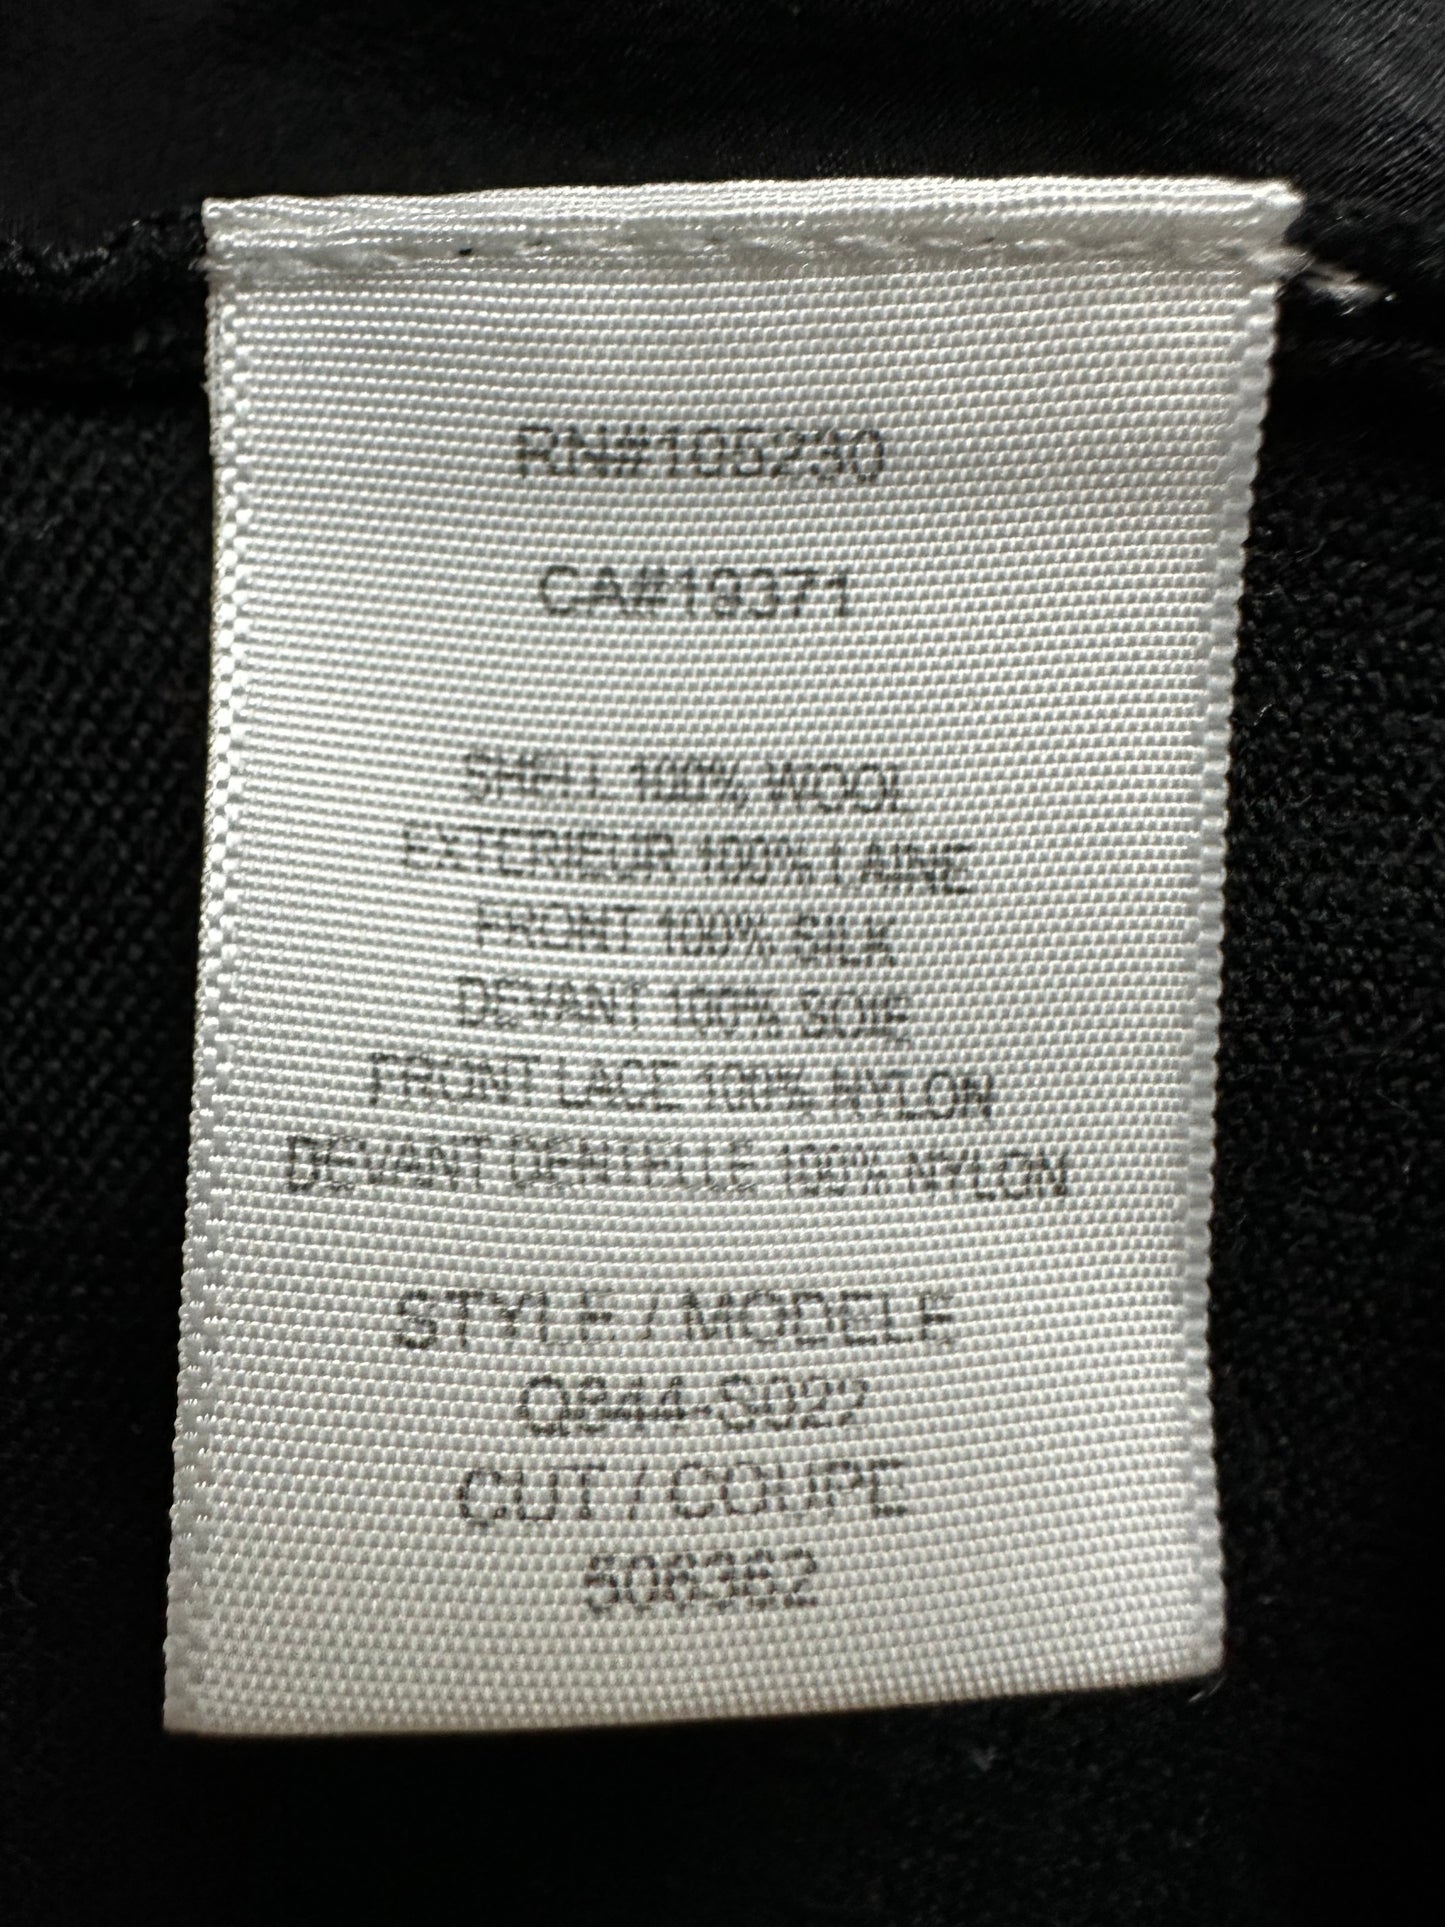 RN#105230
CA#19371
SHELL 100% WOOL
EXTERIEUR 100% LAINE
FRONT 100% SILK
DEVANT 100% SOIE
FRONT LACE 100% NYLON
DEVANT DENTELLE 100% NYLON
STYLE / MODELE
Q844-S022
CUT / COUPE
506362